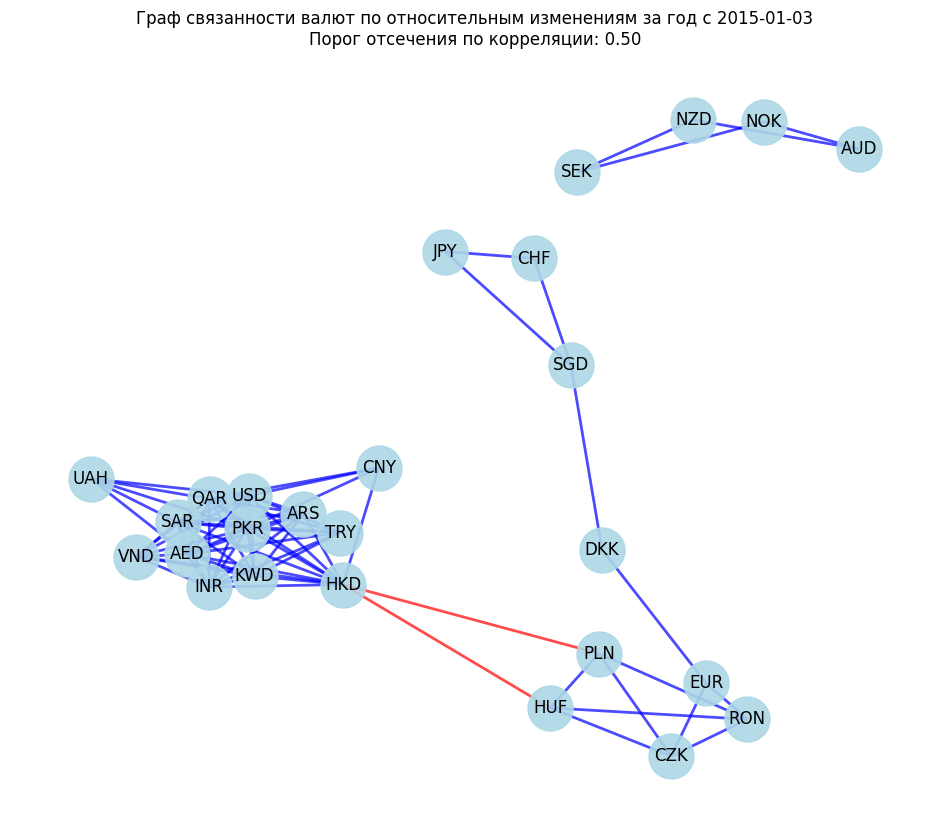 Граф связанности валют по относительным изменениям за год с 2015-01-03
Порог отсечения по корреляции: 0.50
NZD
NOK
AUD
SEK
JPY
CHF
SGD
CNY
UAH
QAR
USD
ARS
SAR
PKR
TRY
VND
AED
KWD
INR
HKD
DKK
PLN
EUR
HUF
RON
CZK